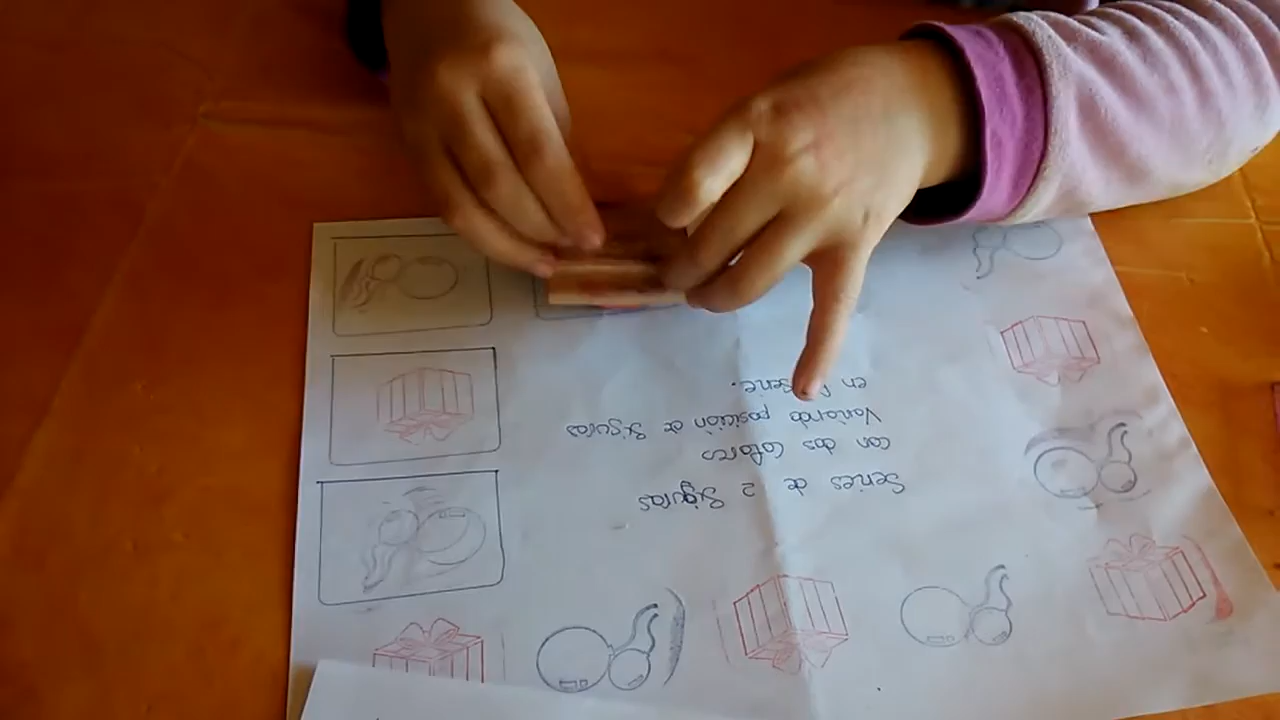 Series de 2 figuras
con dos colores
Variando posición de figuras
en serie.